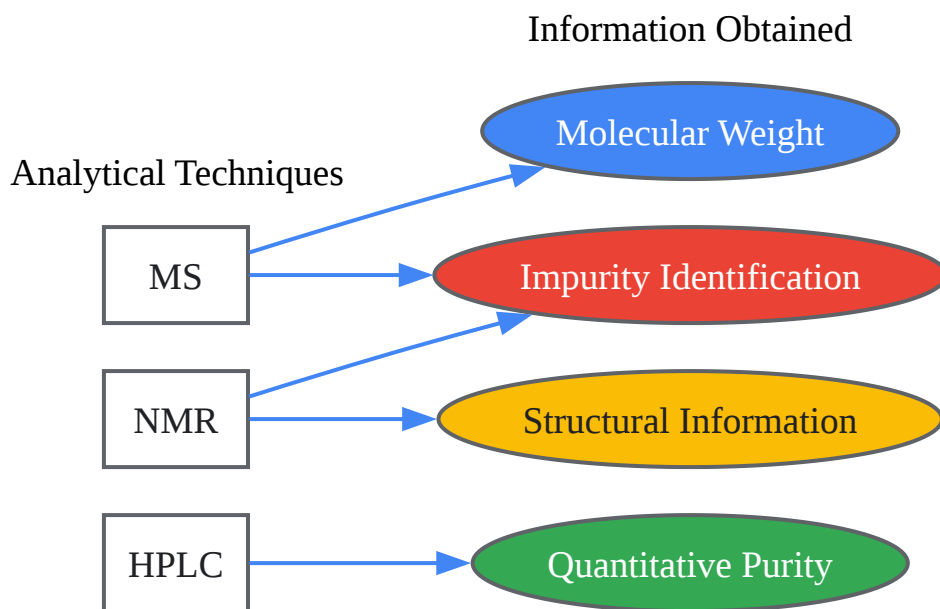 Information Obtained
Molecular Weight
Analytical Techniques
MS
Impurity Identification
NMR
Structural Information
HPLC
Quantitative Purity